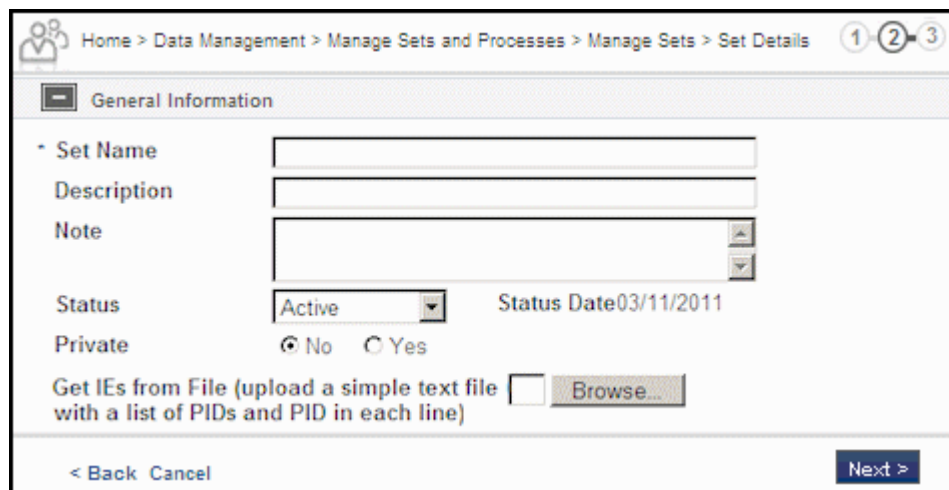 Home > Data Management > Manage Sets and Processes > Manage Sets > Set Details 1 2 3
General Information
* Set Name
Description
Note
Status Active Status Date03/11/2011
Private No Yes
Get IEs from File (upload a simple text file Browse...
with a list of PIDs and PID in each line)
< Back Cancel Next >